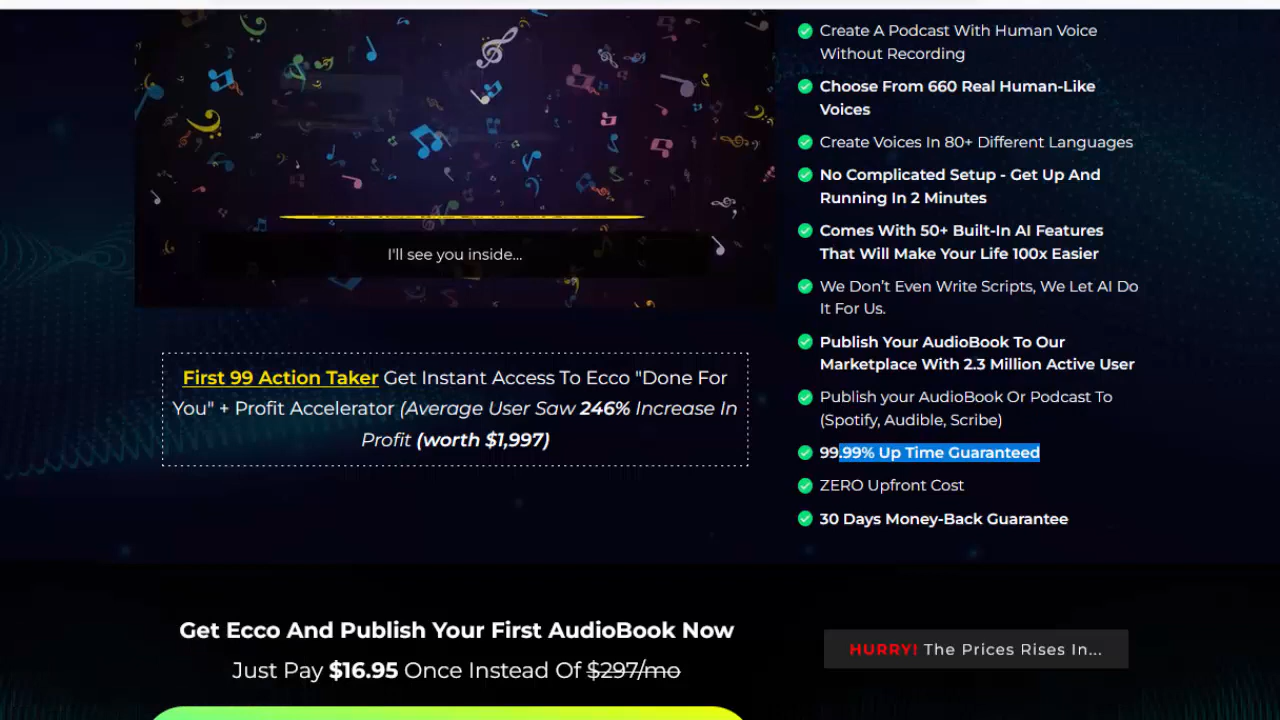 Create A Podcast With Human Voice
Without Recording
Choose From 660 Real Human-Like
Voices
Create Voices In 80+ Different Languages
No Complicated Setup - Get Up And
Running In 2 Minutes
Comes With 50+ Built-In AI Features
That Will Make Your Life 100x Easier
We Don’t Even Write Scripts, We Let AI Do
It For Us.
Publish Your AudioBook To Our
Marketplace With 2.3 Million Active User
Publish your AudioBook Or Podcast To
(Spotify, Audible, Scribe)
99.99% Up Time Guaranteed
ZERO Upfront Cost
30 Days Money-Back Guarantee
I'll see you inside...
First 99 Action Taker Get Instant Access To Ecco "Done For
You" + Profit Accelerator (Average User Saw 246% Increase In
Profit (worth $1,997)
Get Ecco And Publish Your First AudioBook Now
Just Pay $16.95 Once Instead Of $297/mo
HURRY! The Prices Rises In...